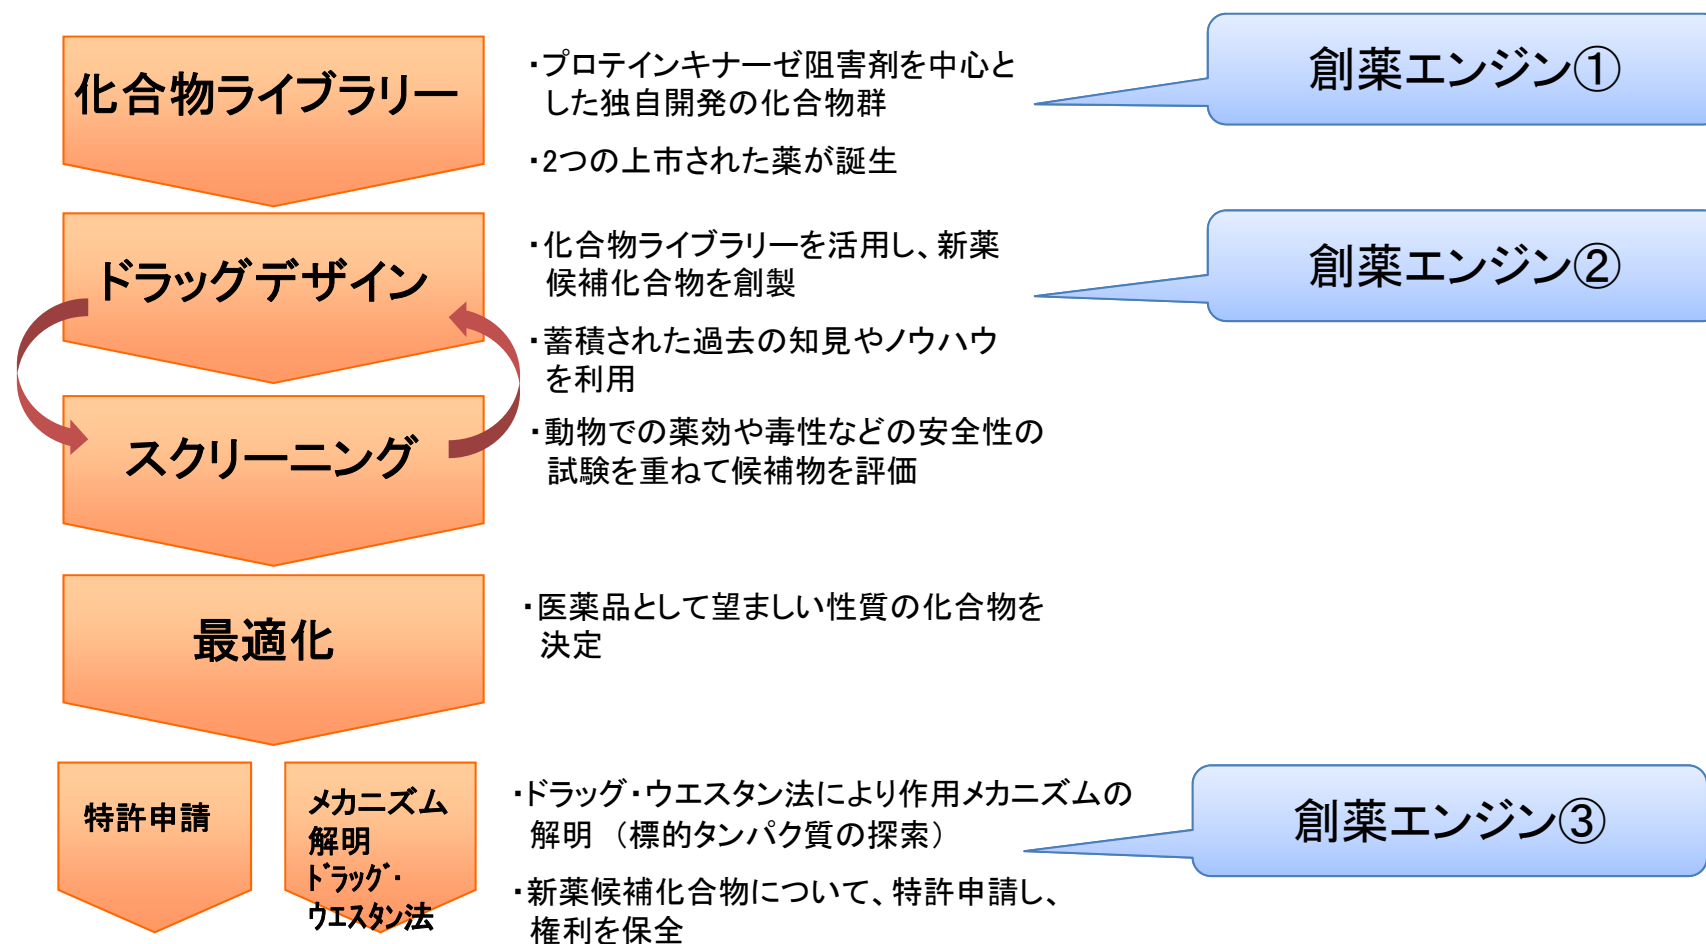 化合物ライブラリー
・プロテインキナーゼ阻害剤を中心と
した独自開発の化合物群
・2つの上市された薬が誕生
創薬エンジン①
ドラッグデザイン
・化合物ライブラリーを活用し、新薬
候補化合物を創製
・蓄積された過去の知見やノウハウ
を利用
創薬エンジン②
スクリーニング
・動物での薬効や毒性などの安全性の
試験を重ねて候補物を評価
最適化
・医薬品として望ましい性質の化合物を
決定
特許申請
メカニズム
解明
ドラッグ・
ウエスタン法
・ドラッグ・ウエスタン法により作用メカニズムの
解明 （標的タンパク質の探索）
・新薬候補化合物について、特許申請し、
権利を保全
創薬エンジン③